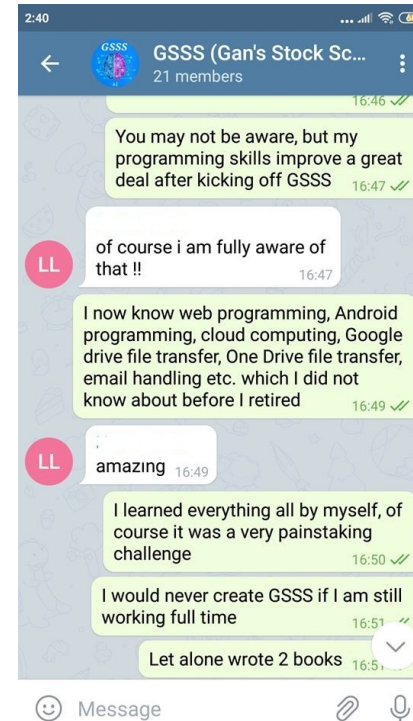 2:40
GSSS
GSSS (Gan's Stock Sc...
21 members
16:46
You may not be aware, but my
programming skills improve a great
deal after kicking off GSSS 16:47
LL
of course i am fully aware of
that !!
16:47
I now know web programming, Android
programming, cloud computing, Google
drive file transfer, One Drive file transfer,
email handling etc. which I did not
know about before I retired 16:49
LL
amazing 16:49
I learned everything all by myself, of
course it was a very painstaking
challenge 16:50
I would never create GSSS if I am still
working full time 16:51
Let alone wrote 2 books
Message